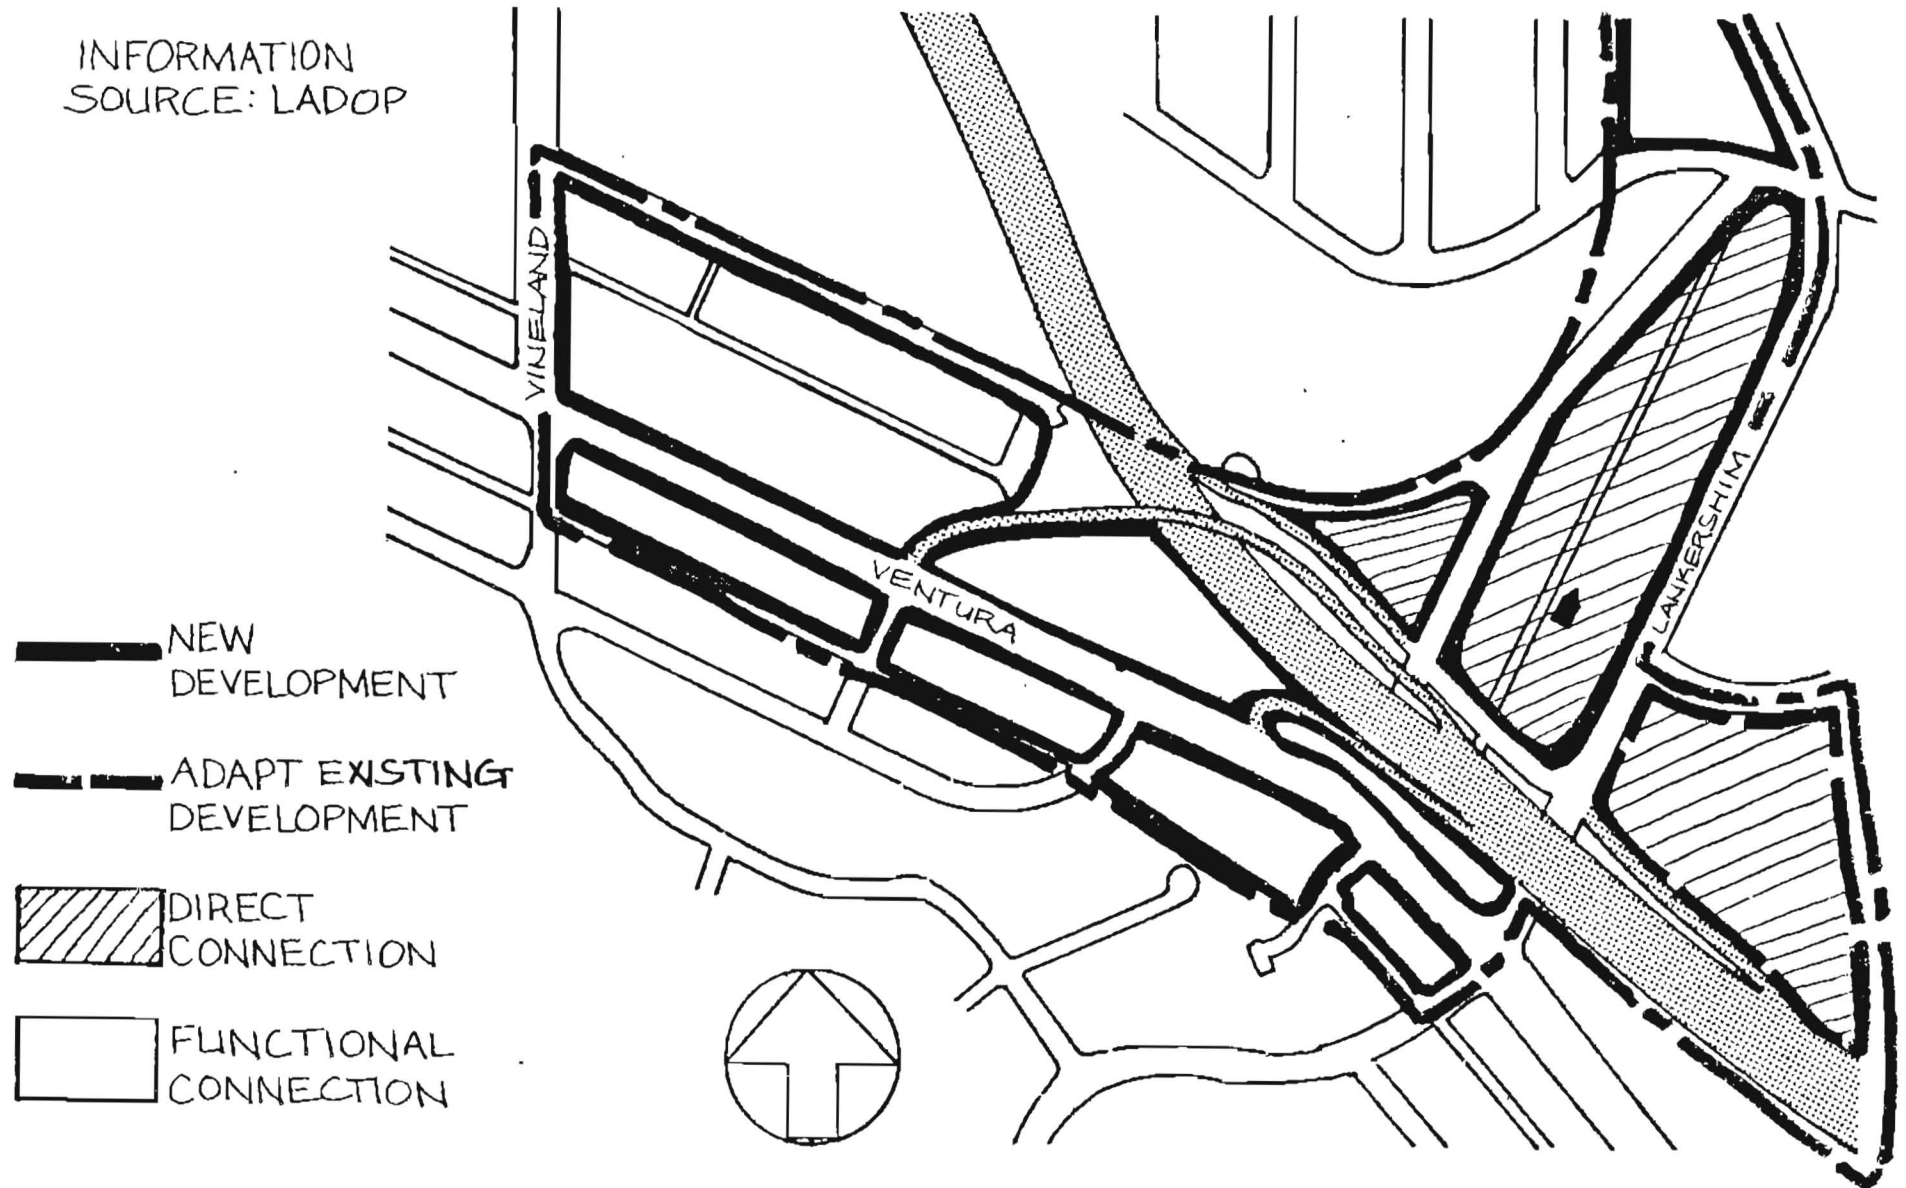 INFORMATION
SOURCE: LADOP
VINELAND
VENTURA
LANKERSHIM
NEW
DEVELOPMENT
ADAPT EXISTING
DEVELOPMENT
DIRECT
CONNECTION
FUNCTIONAL
CONNECTION